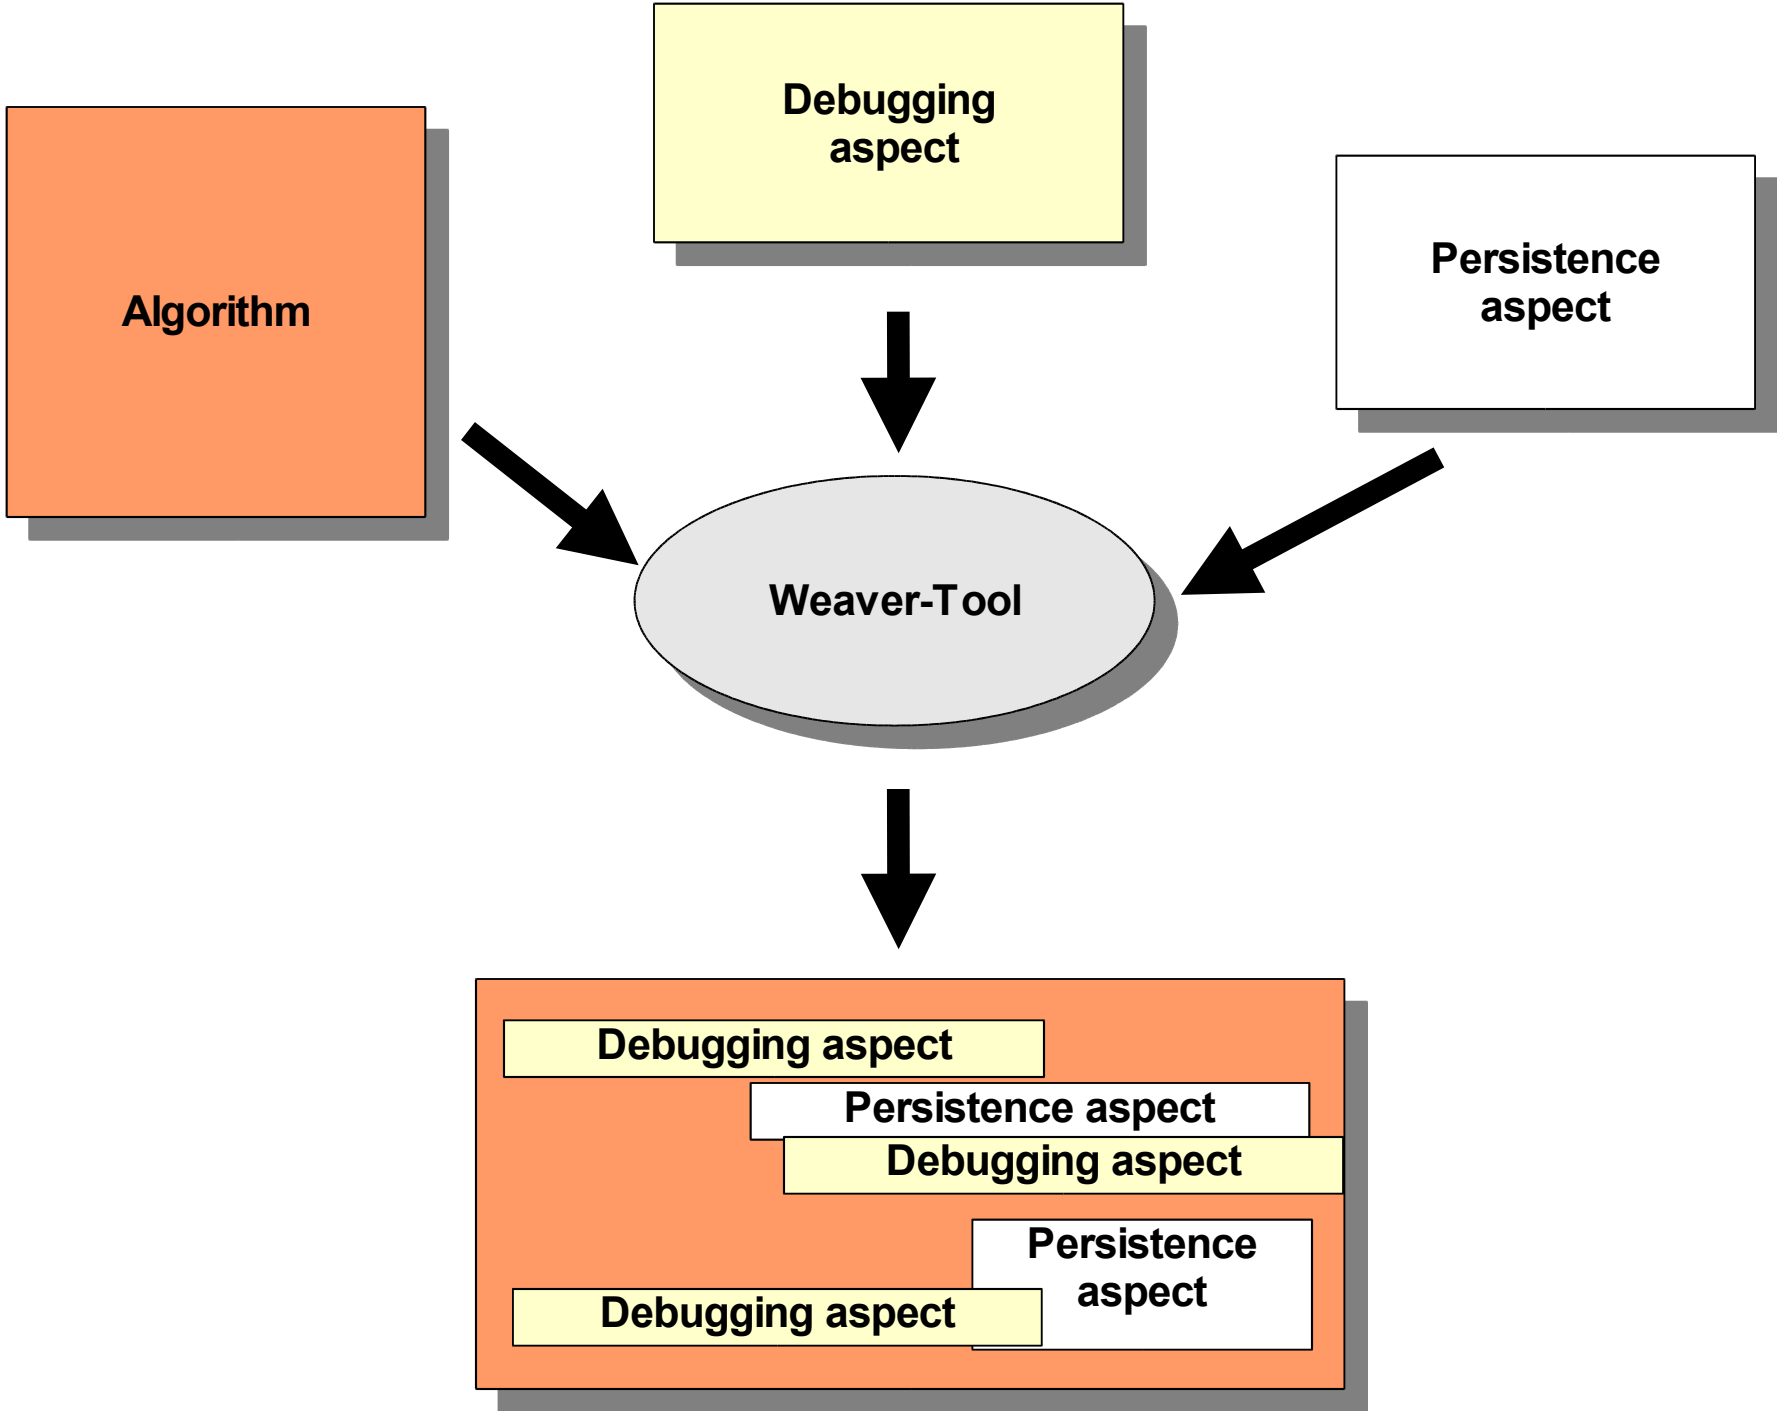 Debugging
aspect
Algorithm
Persistence
aspect
Weaver-Tool
Debugging aspect
Persistence aspect
Debugging aspect
Persistence
aspect
Debugging aspect